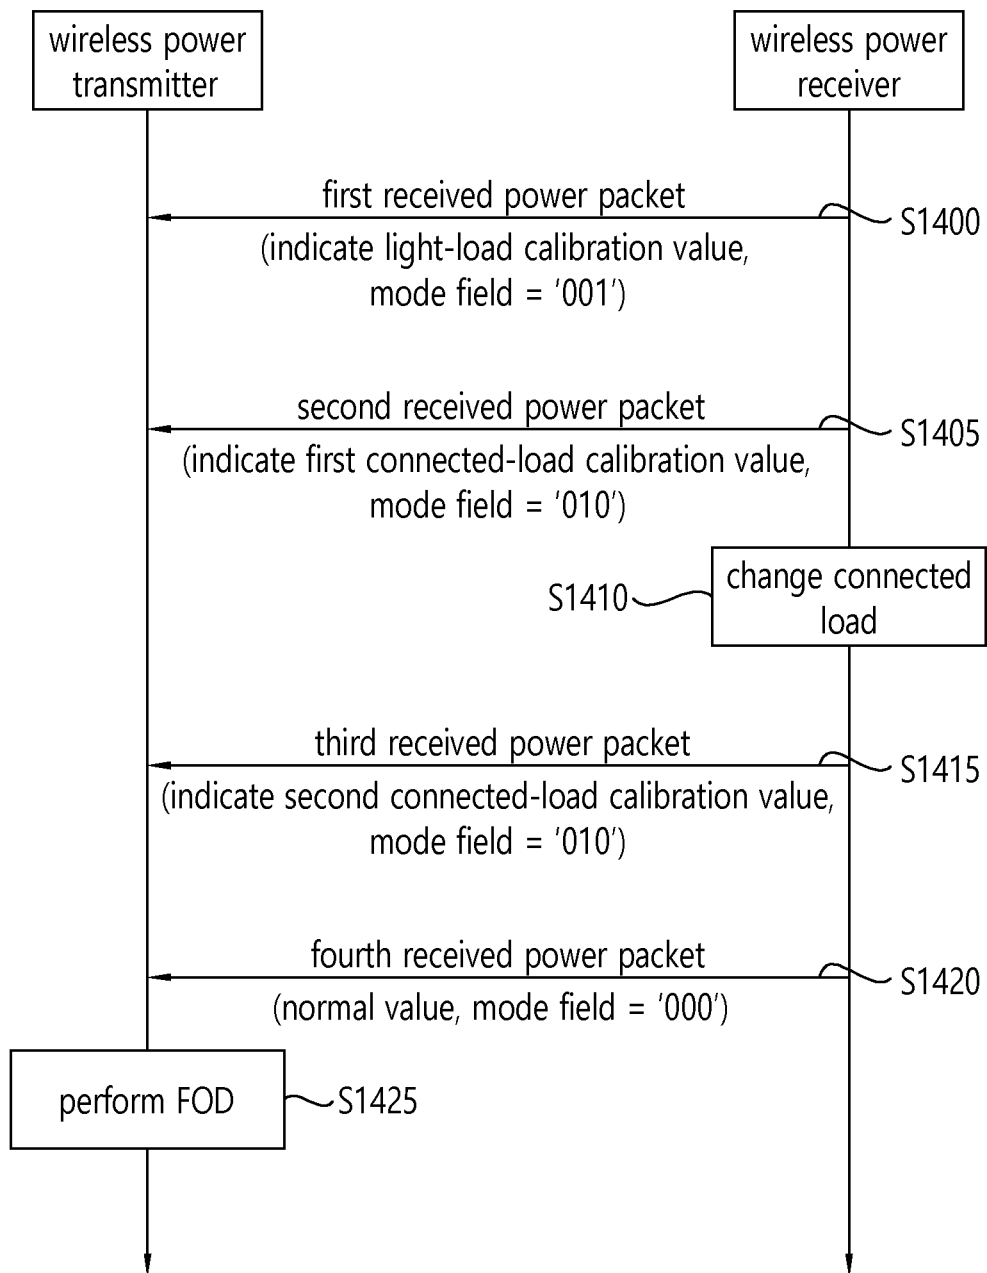 wireless power
transmitter
wireless power
receiver
first received power packet
S1400
(indicate light-load calibration value,
mode field = '001')
second received power packet
S1405
(indicate first connected-load calibration value,
mode field = '010')
change connected
load
S1410
third received power packet
S1415
(indicate second connected-load calibration value,
mode field = '010')
fourth received power packet
S1420
(normal value, mode field = '000')
perform FOD
S1425